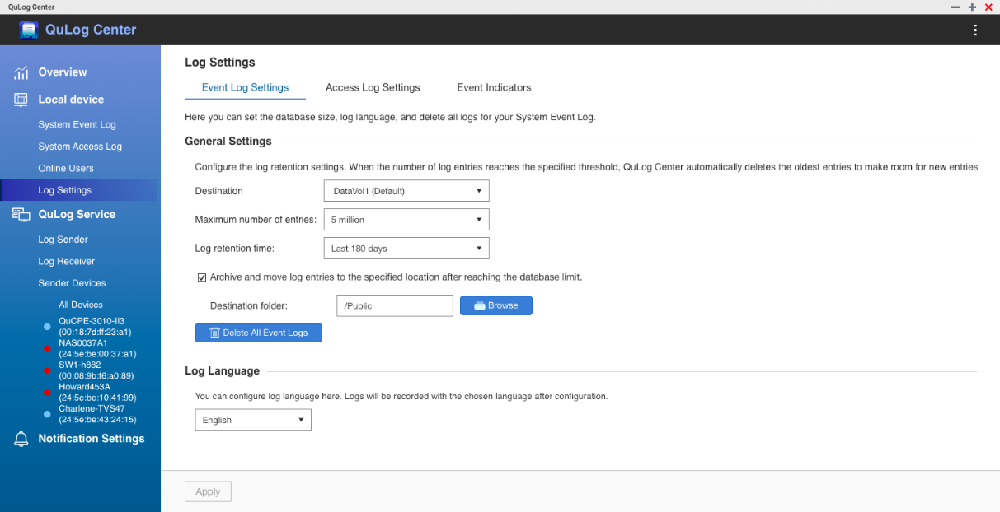 QuLog Center
QuLog Center
Overview
Local device
System Event Log
System Access Log
Online Users
Log Settings
QuLog Service
Log Sender
Log Receiver
Sender Devices
All Devices
QuCPE-3010-II3
(00:18:7d:ff:23:a1)
NAS0037A1
(24:5e:be:00:37:a1)
SW1-h882
(00:08:9b:f6:a0:89)
Howard453A
(24:5e:be:10:41:99)
Charlene-TVS47
(24:5e:be:43:24:15)
Notification Settings
Log Settings
Event Log Settings Access Log Settings Event Indicators
Here you can set the database size, log language, and delete all logs for your System Event Log.
General Settings
Configure the log retention settings. When the number of log entries reaches the specified threshold, QuLog Center automatically deletes the oldest entries to make room for new entries
Destination DataVol1 (Default)
Maximum number of entries: 5 million
Log retention time: Last 180 days
Archive and move log entries to the specified location after reaching the database limit.
Destination folder: /Public Browse
Delete All Event Logs
Log Language
You can configure log language here. Logs will be recorded with the chosen language after configuration.
English
Apply